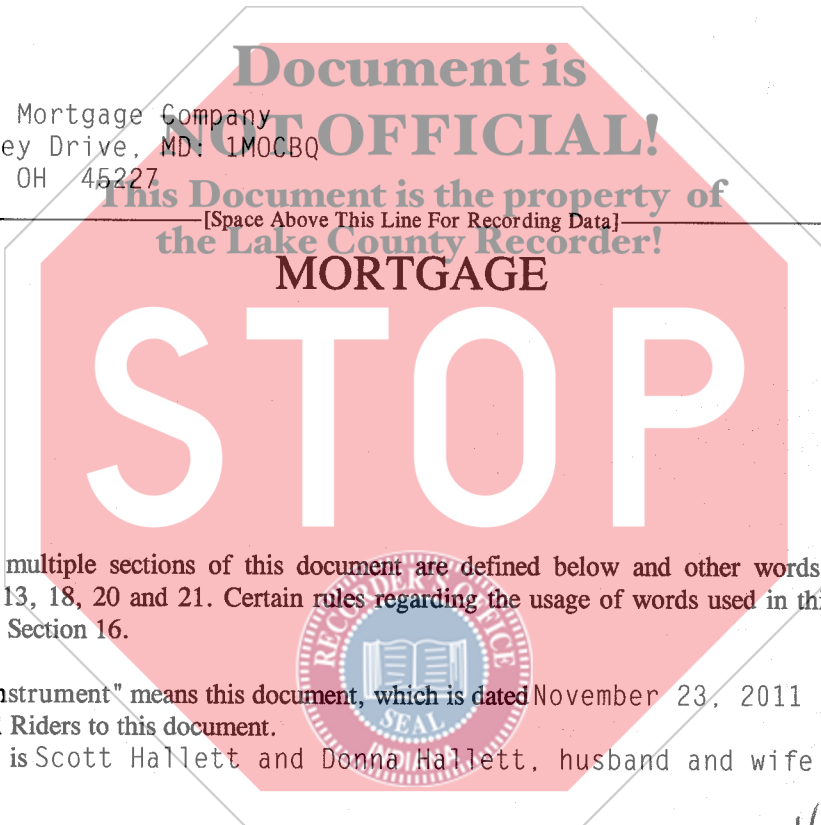 Document is
Mortgage Company
NOT OFFICIAL!
ey Drive, MD: 1MOCBQ
OH 45227
This Document is the property of
[Space Above This Line For Recording Data]
the Lake County Recorder!
MORTGAGE
STOP
multiple sections of this document are defined below and other words
13, 18, 20 and 21. Certain rules regarding the usage of words used in thi
Section 16.
RECORDER'S OFFICE
nstrument" means this document, which is dated November 23, 2011
SEAL
Riders to this document.
INDIANA
is Scott Hallett and Donna Hallett, husband and wife